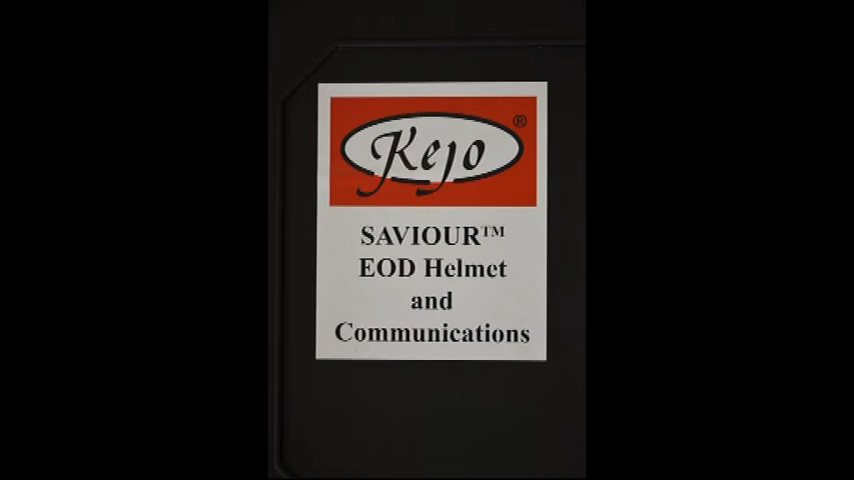 Kejo®
SAVIOUR™
EOD Helmet
and
Communications